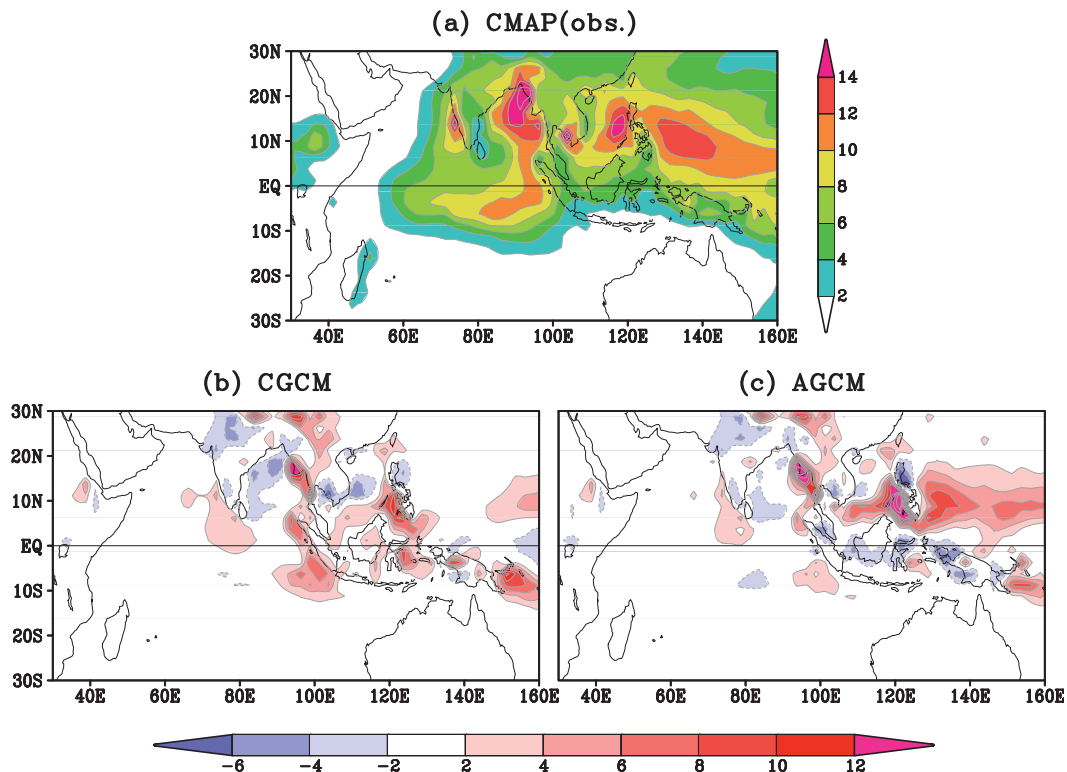 (a) CMAP(obs.)
30N
20N
10N
EQ
10S
20S
30S
40E 60E 80E 100E 120E 140E 160E
14
12
10
8
6
4
2
(b) CGCM
30N
20N
10N
EQ
10S
20S
30S
40E 60E 80E 100E 120E 140E 160E
(c) AGCM
40E 60E 80E 100E 120E 140E 160E
-6 -4 -2 2 4 6 8 10 12